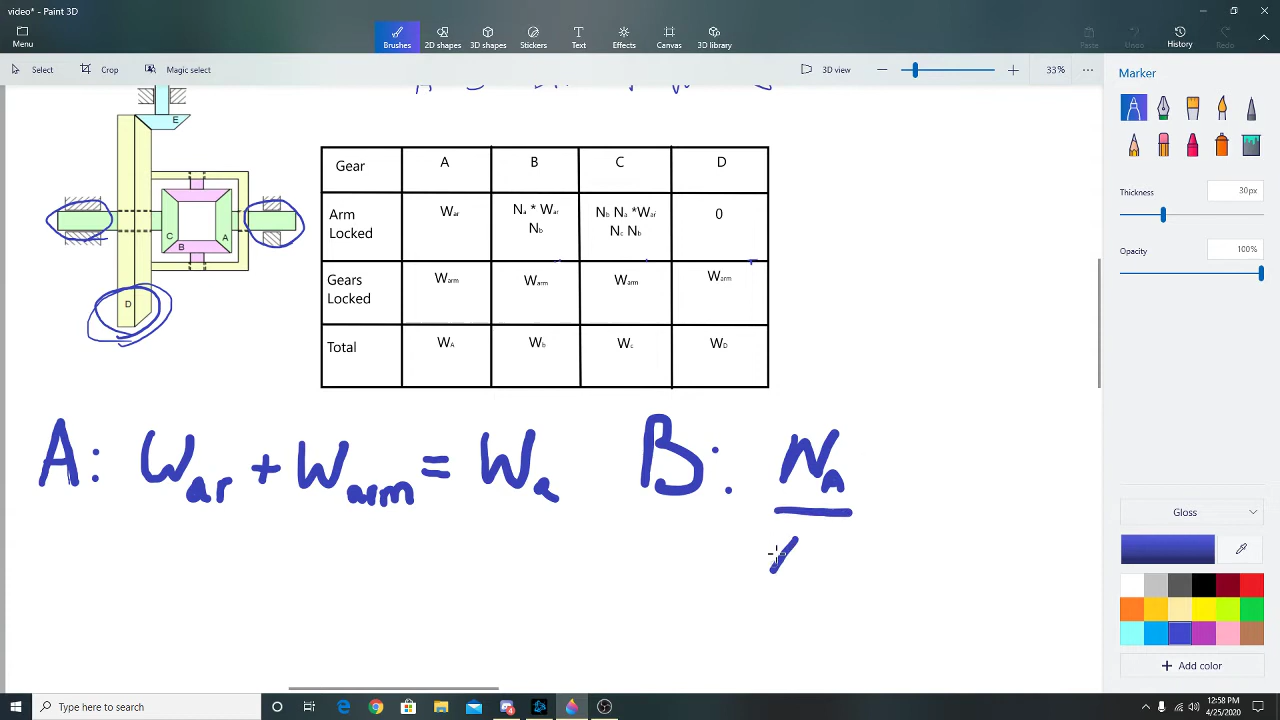 video* - Paint 3D
Menu
Brushes
2D shapes
3D shapes
Stickers
Text
Effects
Canvas
3D library
Paste
Undo
History
Redo
Select
Crop
Magic select
3D view
33%
Marker
Thickness
30px
Opacity
100%
Gloss
Add color
E
C
A
B
D
Gear A B C D
Arm Locked
War
Na * War
Nb
Nb Na *War
Nc Nb
0
Gears Locked
Warm Warm Warm Warm
Total WA Wb Wc WD
A: War + Warm = Wa
B: NA
Type here to search
12:58 PM
4/25/2020